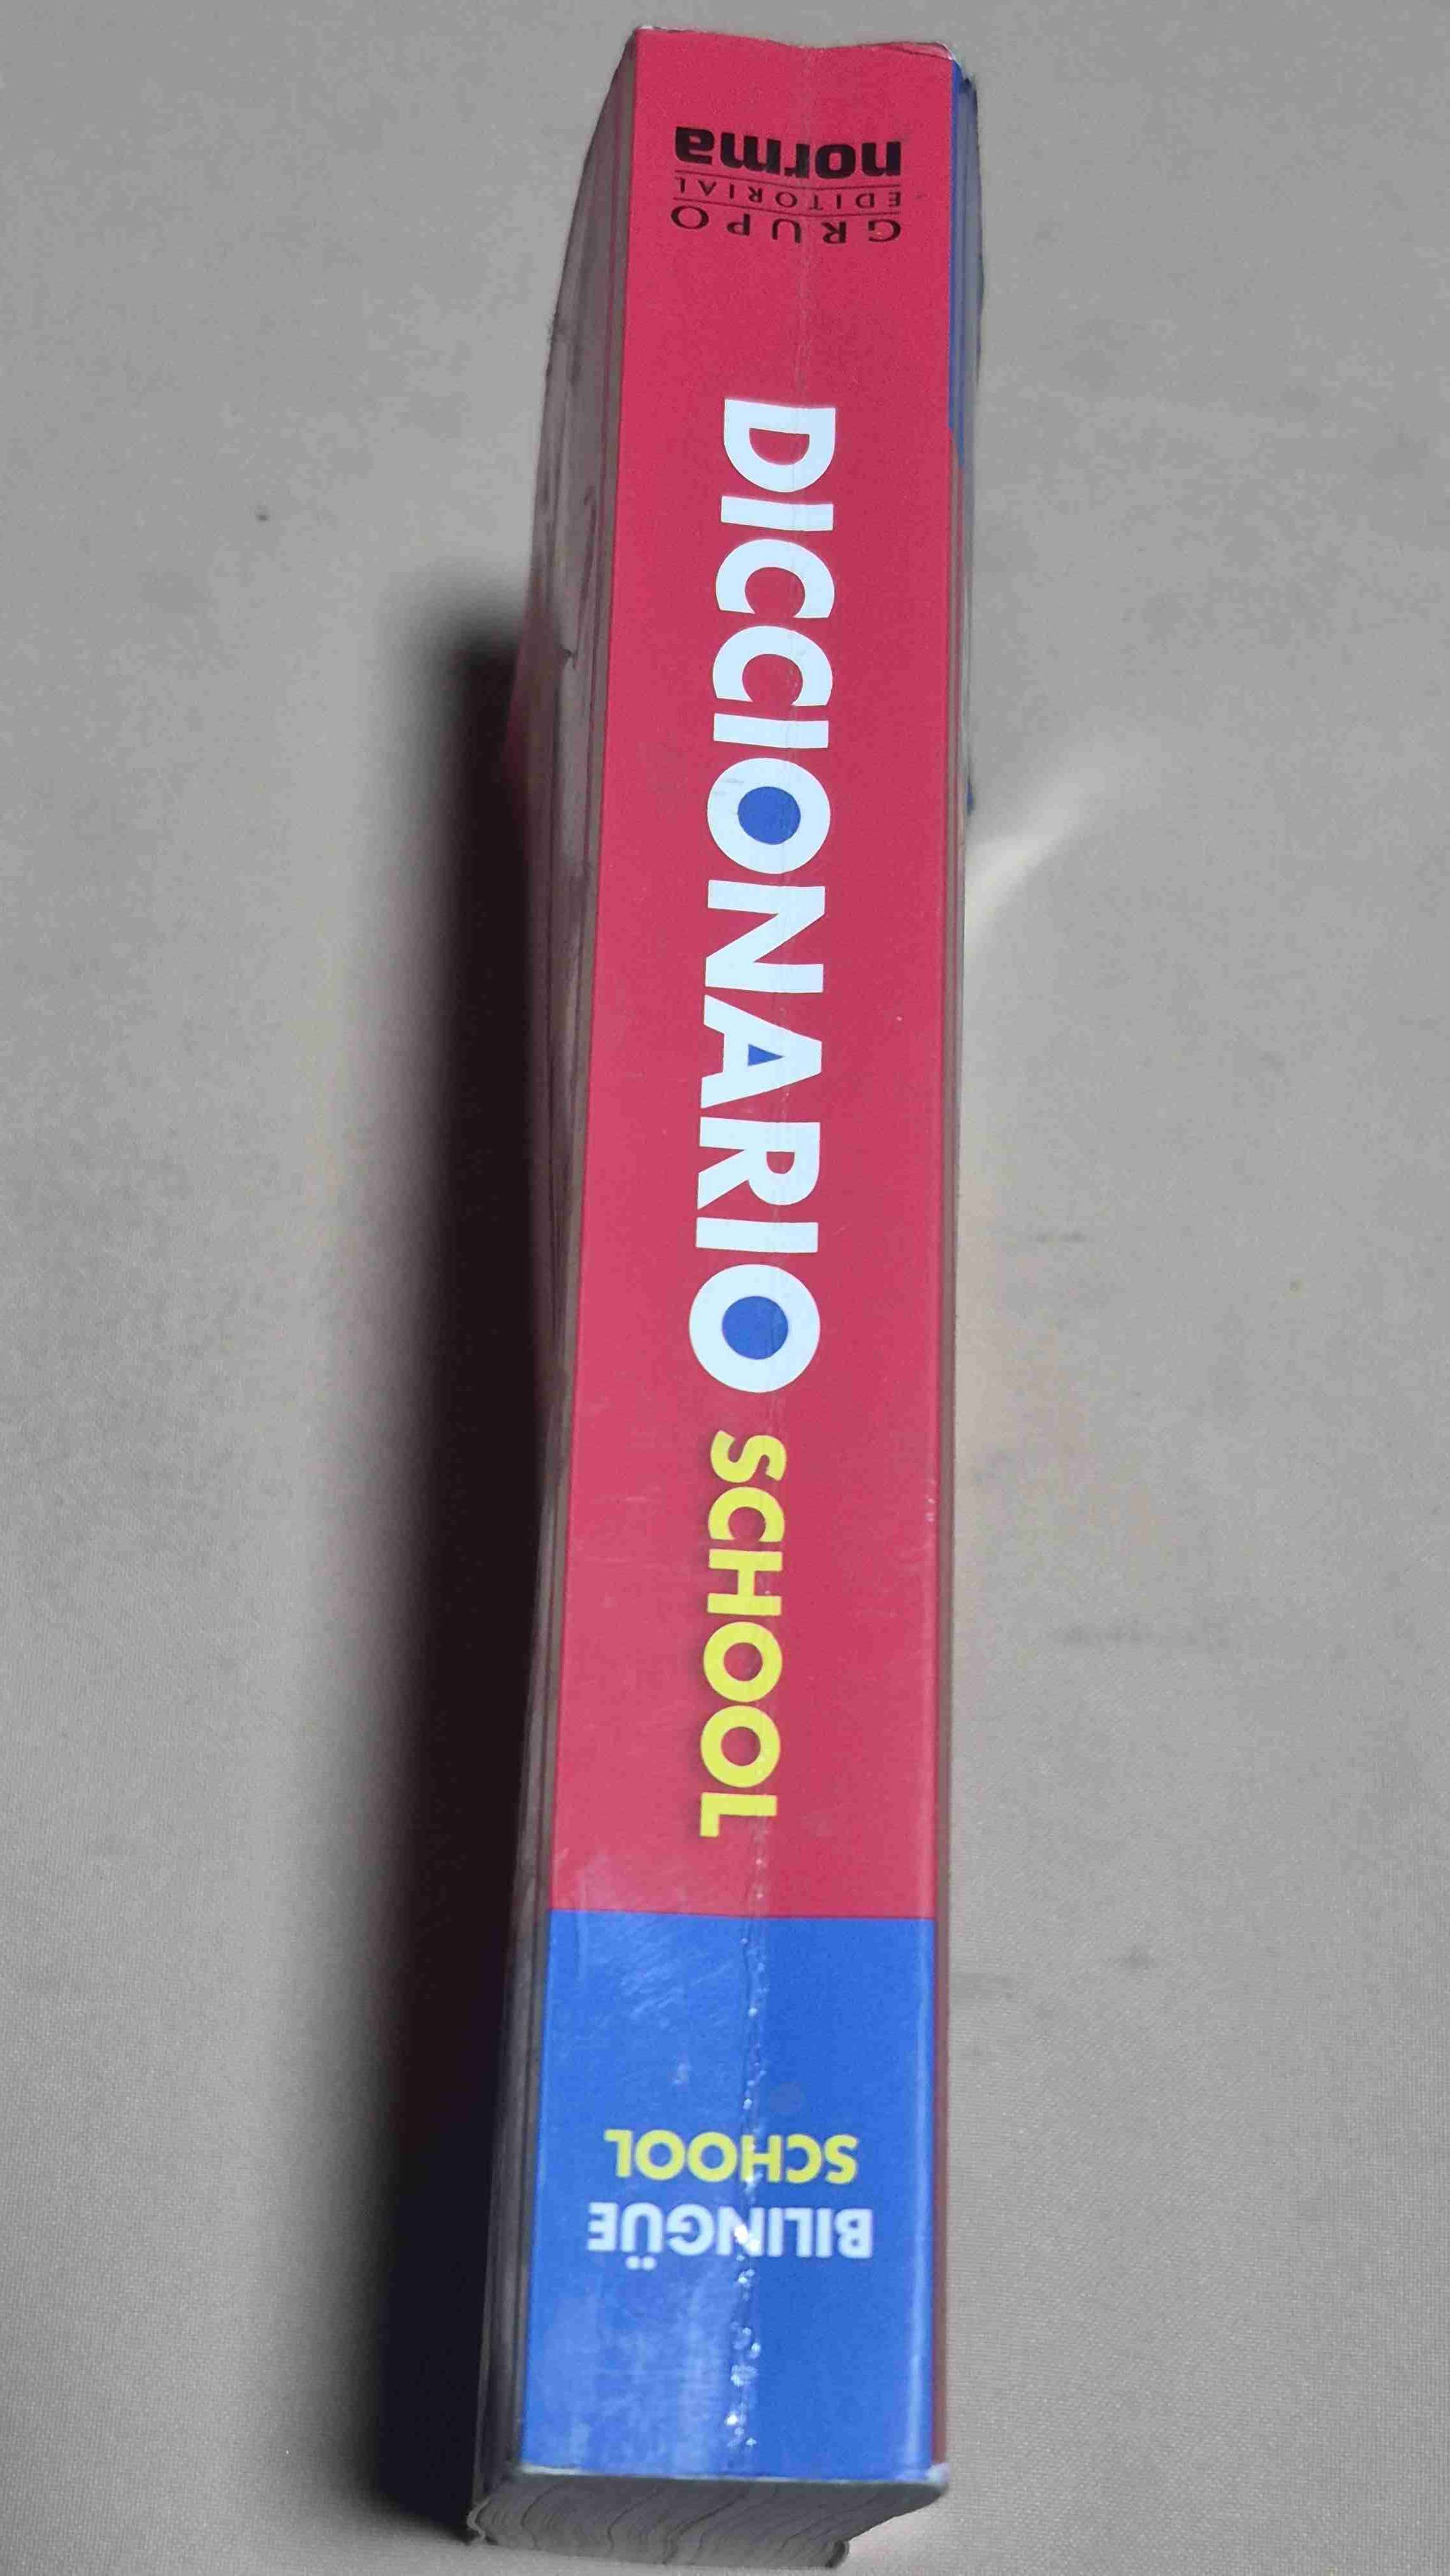 GRUPO
EDITORIAL
norma
DICCIONARIO SCHOOL
BILINGÜE
SCHOOL